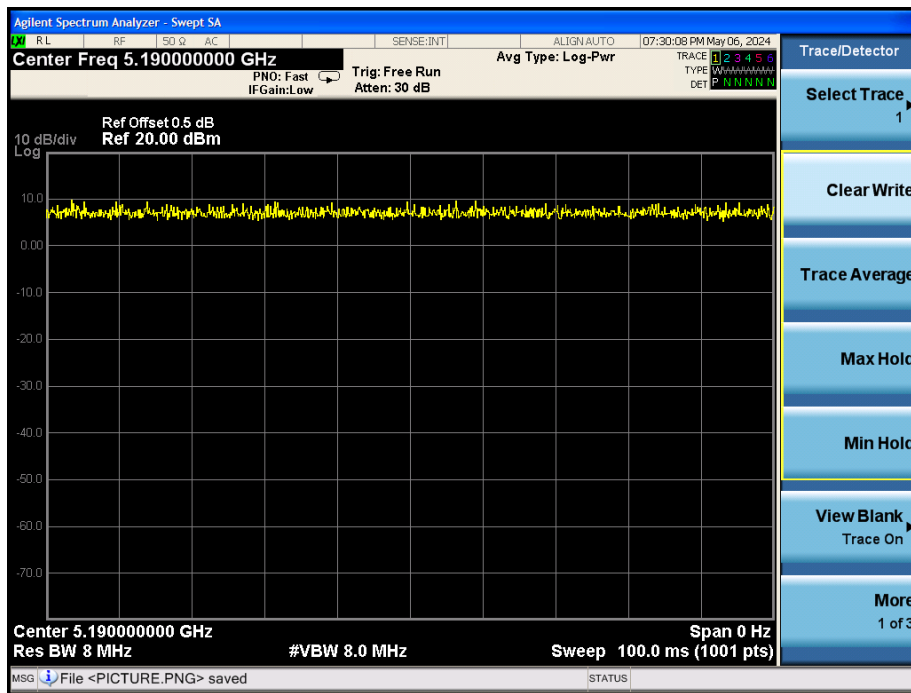 Agilent Spectrum Analyzer - Swept SA
LXI RL RF 50 Ω AC SENSE:INT ALIGN AUTO 07:30:08 PM May 06, 2024
Center Freq 5.190000000 GHz
PNO: Fast
IFGain:Low
Trig: Free Run
Atten: 30 dB
Avg Type: Log-Pwr
TRACE 1 2 3 4 5 6
TYPE W
DET P N N N N N
Ref Offset 0.5 dB
10 dB/div Ref 20.00 dBm
Log
10.0
0.00
-10.0
-20.0
-30.0
-40.0
-50.0
-60.0
-70.0
Center 5.190000000 GHz Span 0 Hz
Res BW 8 MHz #VBW 8.0 MHz Sweep 100.0 ms (1001 pts)
MSG File <PICTURE.PNG> saved STATUS
Trace/Detector
Select Trace
1
Clear Write
Trace Average
Max Hold
Min Hold
View Blank
Trace On
More
1 of 3